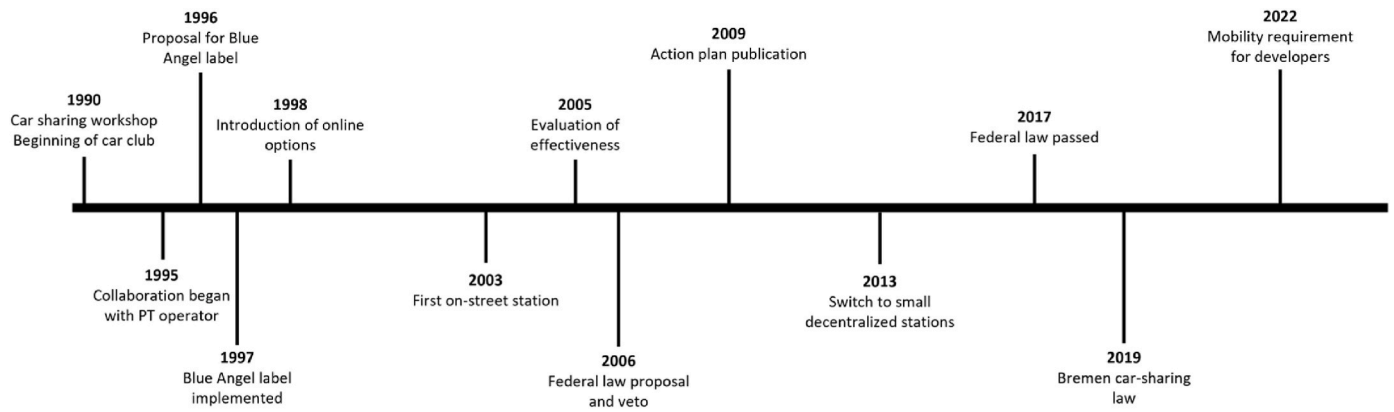 1990
Car sharing workshop
Beginning of car club
1995
Collaboration began
with PT operator
1996
Proposal for Blue
Angel label
1997
Blue Angel label
implemented
1998
Introduction of online
options
2003
First on-street station
2005
Evaluation of
effectiveness
2006
Federal law proposal
and veto
2009
Action plan publication
2013
Switch to small
decentralized stations
2017
Federal law passed
2019
Bremen car-sharing
law
2022
Mobility requirement
for developers